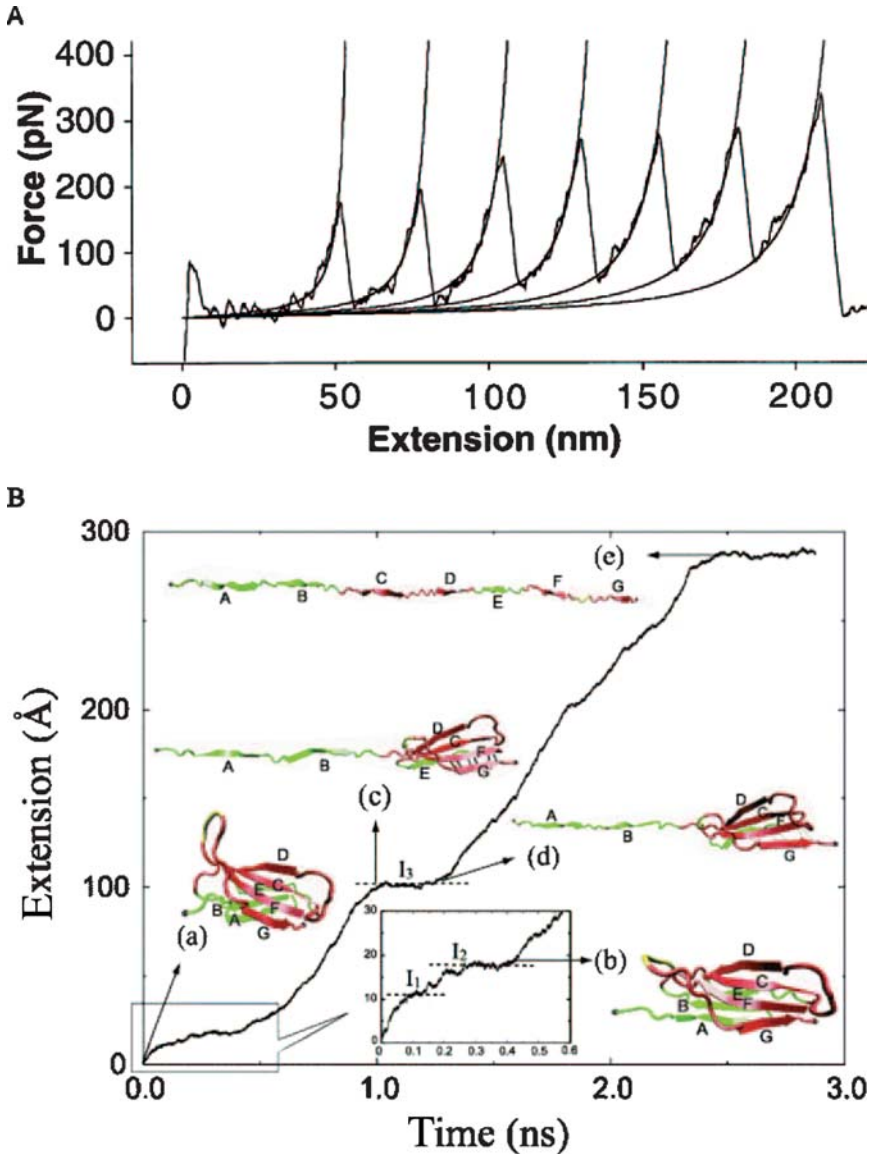 A
400
300
200
100
0
Force (pN)
0 50 100 150 200
Extension (nm)
B
300
200
100
0
Extension (Å)
(e)
A B C D E F G
D
C
F
A B E G
(c)
(d)
I3
D
C
F
A B G
D
E C
B F
A
G
(a)
30
20
10
0
I1
I2
0 0.1 0.2 0.3 0.4 0.5 0.6
(b)
D
C
E
B F
A G
0.0 1.0 2.0 3.0
Time (ns)